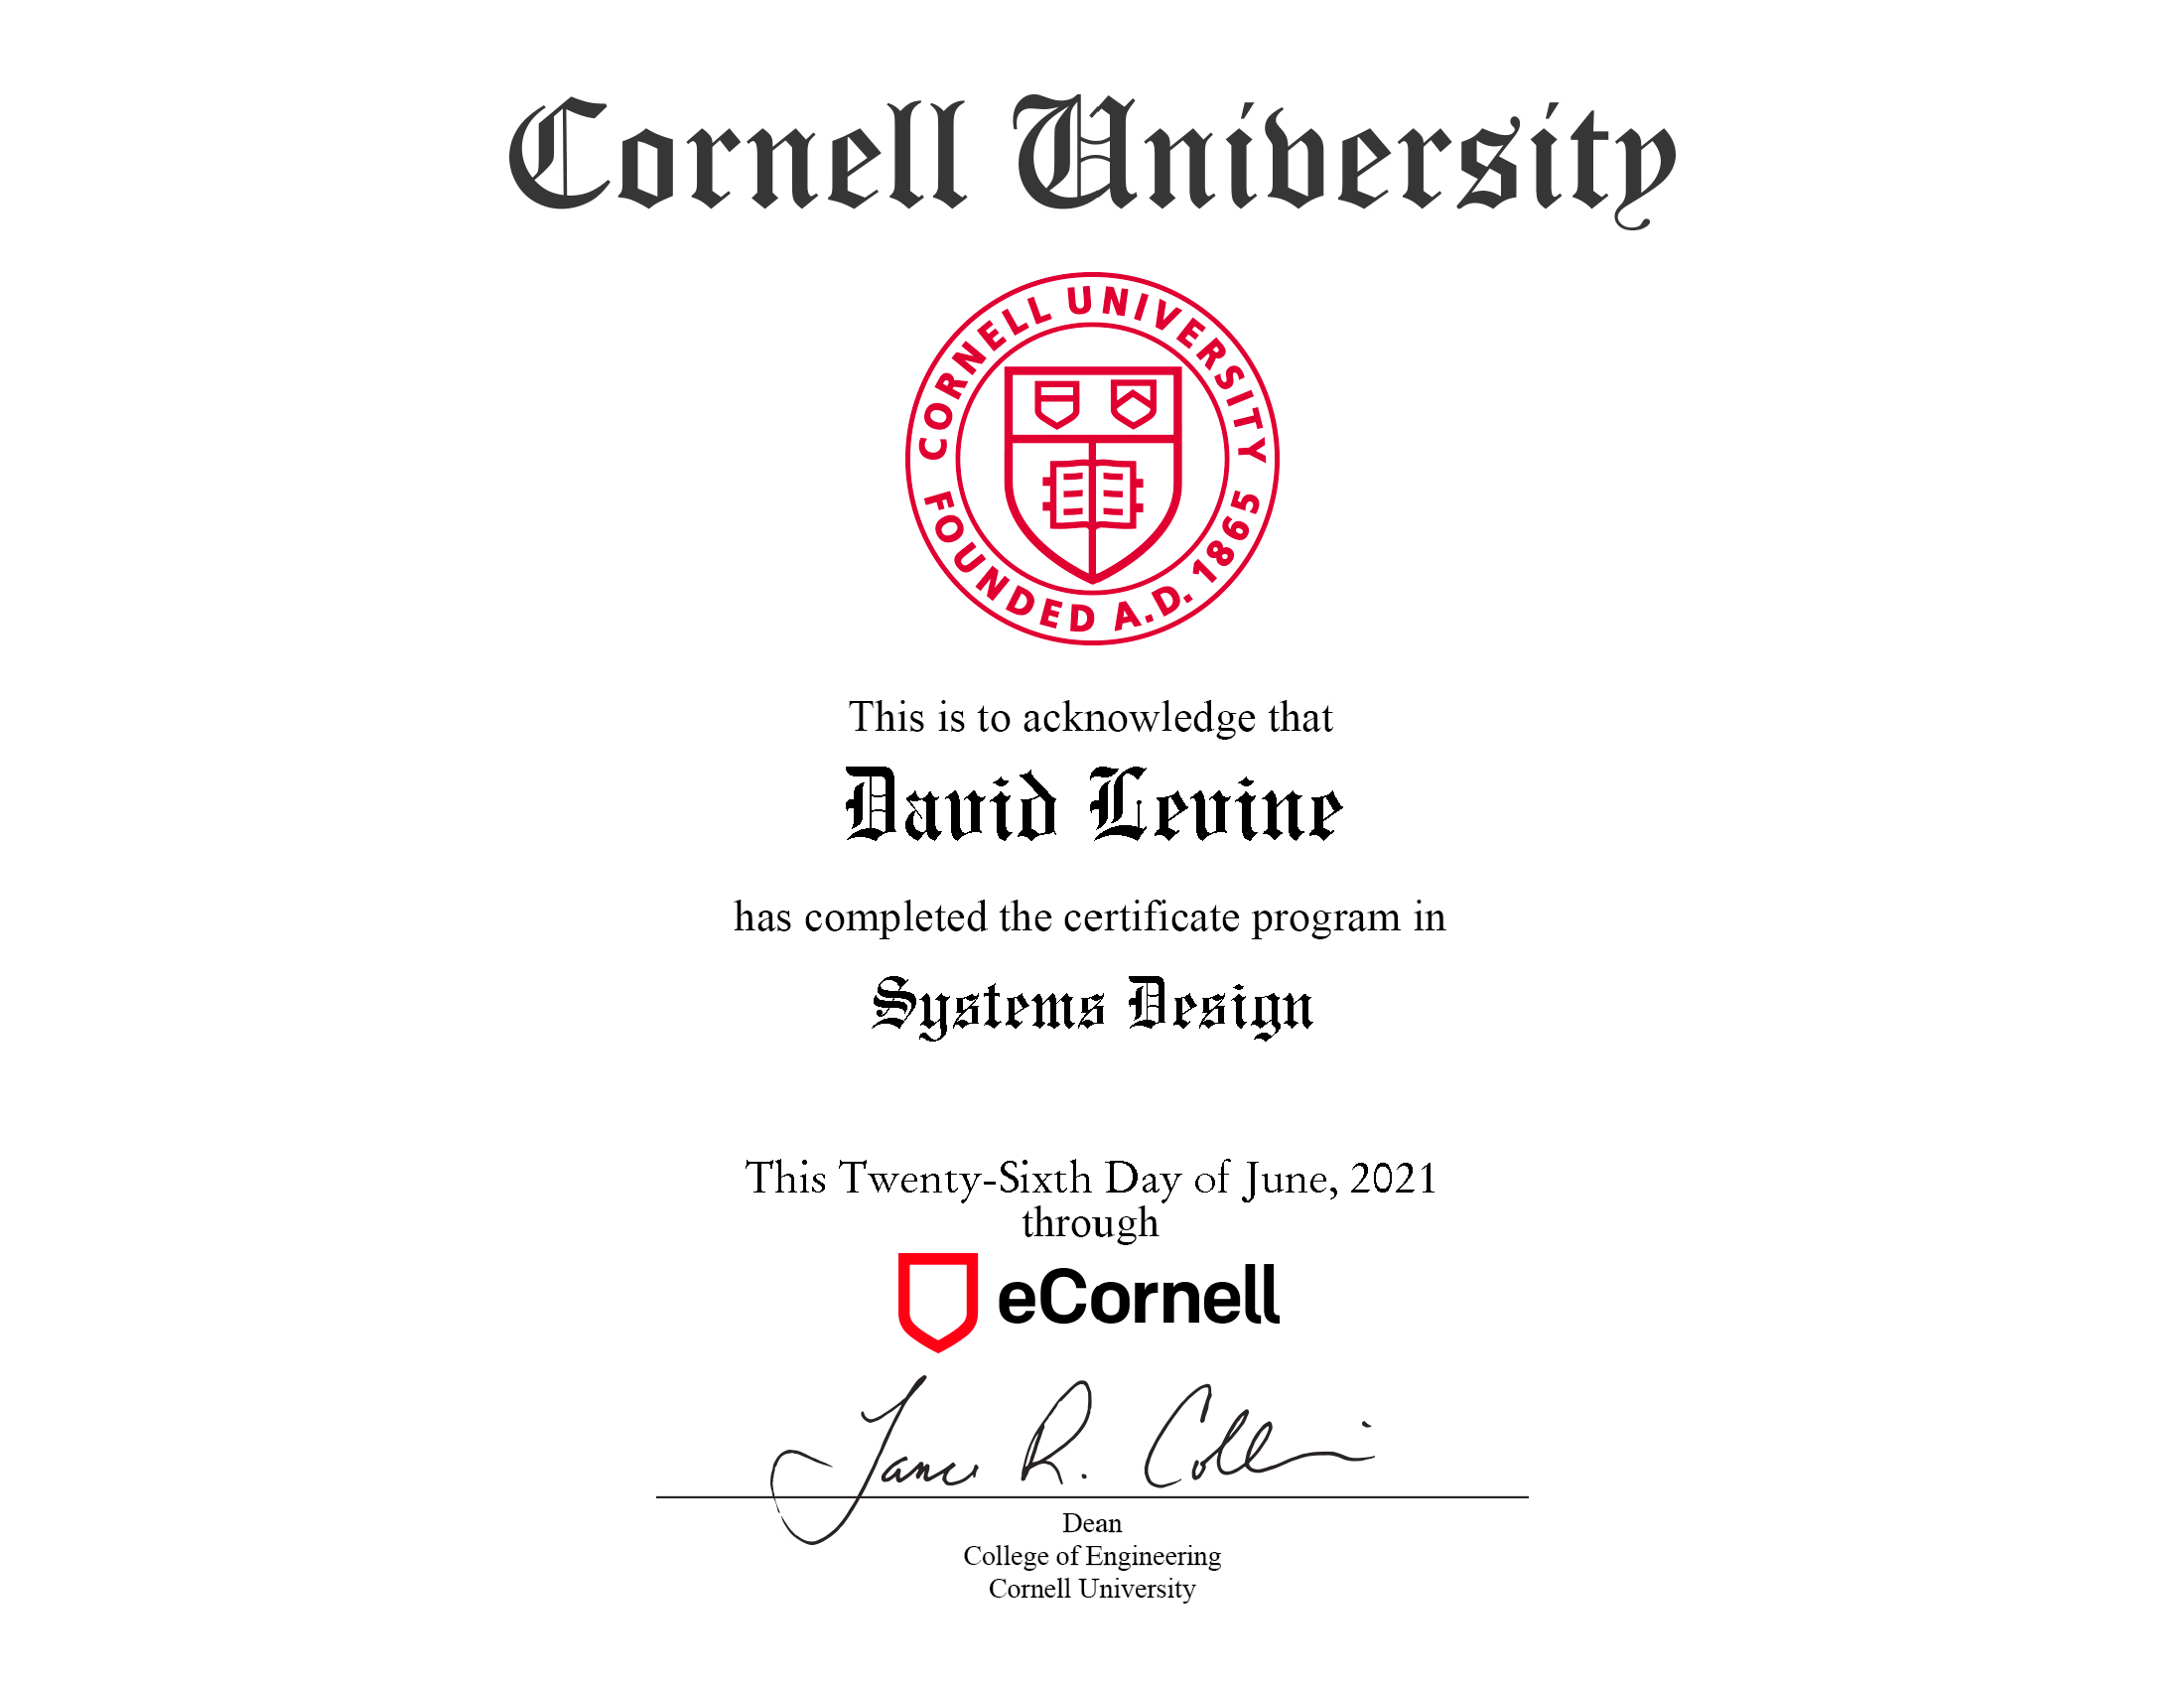 Cornell University
CORNELL UNIVERSITY
FOUNDED A.D. 1865
This is to acknowledge that
David Levine
has completed the certificate program in
Systems Design
This Twenty-Sixth Day of June, 2021
through
eCornell
Lance R. Collins
Dean
College of Engineering
Cornell University